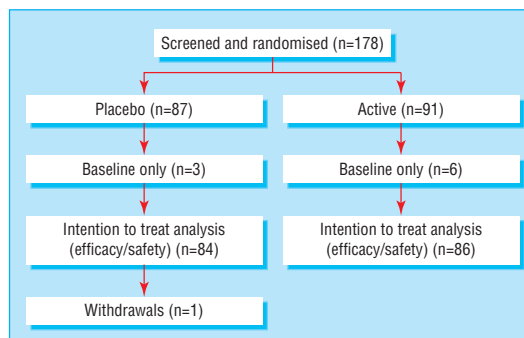 Screened and randomised (n=178)
Placebo (n=87)
Active (n=91)
Baseline only (n=3)
Baseline only (n=6)
Intention to treat analysis
(efficacy/safety) (n=84)
Intention to treat analysis
(efficacy/safety) (n=86)
Withdrawals (n=1)